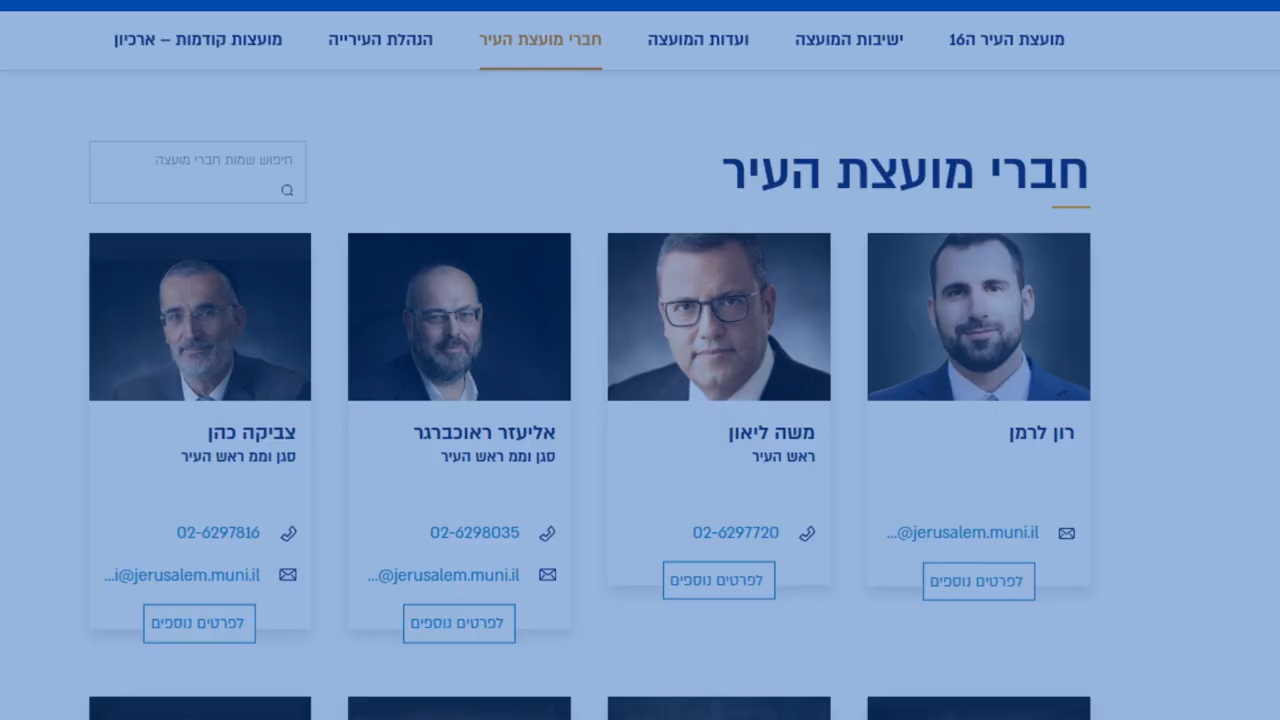 מועצת העיר ה16
ישיבות המועצה
ועדות המועצה
חברי מועצת העיר
הנהלת העירייה
מועצות קודמות – ארכיון
חברי מועצת העיר
חיפוש שמות חברי מועצה
רון לרמן
...@jerusalem.muni.il
לפרטים נוספים
משה ליאון
ראש העיר
02-6297720
לפרטים נוספים
אליעזר ראוכברגר
סגן וממ ראש העיר
02-6298035
...@jerusalem.muni.il
לפרטים נוספים
צביקה כהן
סגן וממ ראש העיר
02-6297816
...i@jerusalem.muni.il
לפרטים נוספים